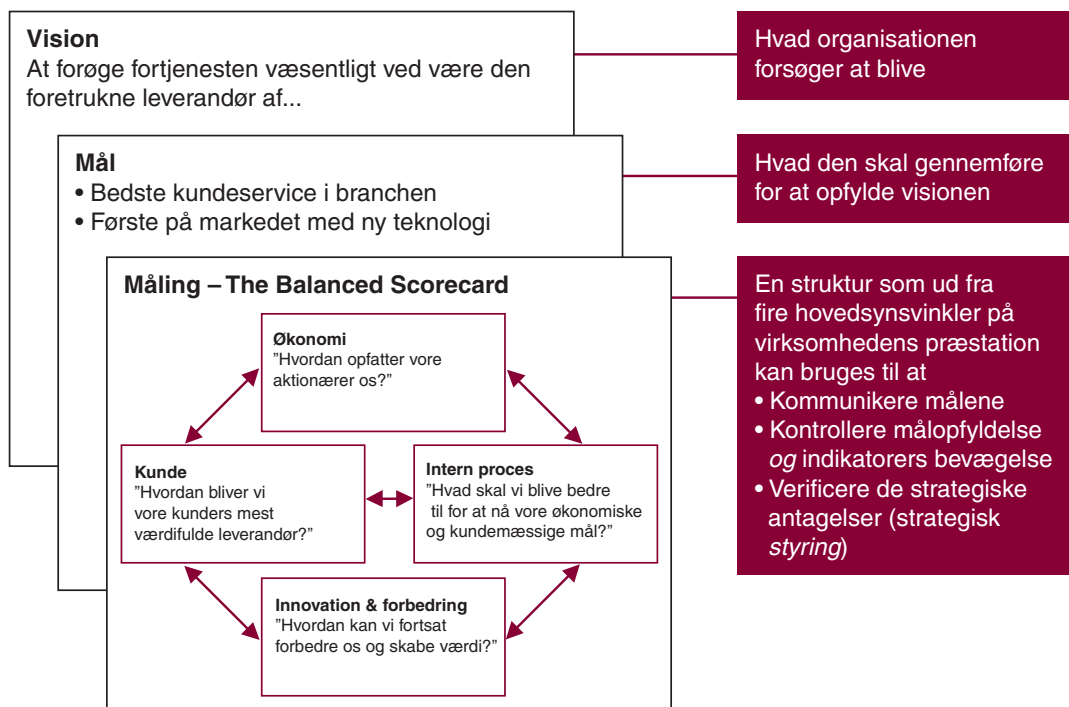 Vision
At forøge fortjenesten væsentligt ved være den
foretrukne leverandør af...
Hvad organisationen
forsøger at blive
Mål
• Bedste kundeservice i branchen
• Første på markedet med ny teknologi
Hvad den skal gennemføre
for at opfylde visionen
Måling – The Balanced Scorecard
Økonomi
”Hvordan opfatter vore
aktionærer os?”
Kunde
”Hvordan bliver vi
vore kunders mest
værdifulde leverandør?”
Intern proces
”Hvad skal vi blive bedre
til for at nå vore økonomiske
og kundemæssige mål?”
Innovation & forbedring
”Hvordan kan vi fortsat
forbedre os og skabe værdi?”
En struktur som ud fra
fire hovedsynsvinkler på
virksomhedens præstation
kan bruges til at
• Kommunikere målene
• Kontrollere målopfyldelse
og indikatorers bevægelse
• Verificere de strategiske
antagelser (strategisk
styring)